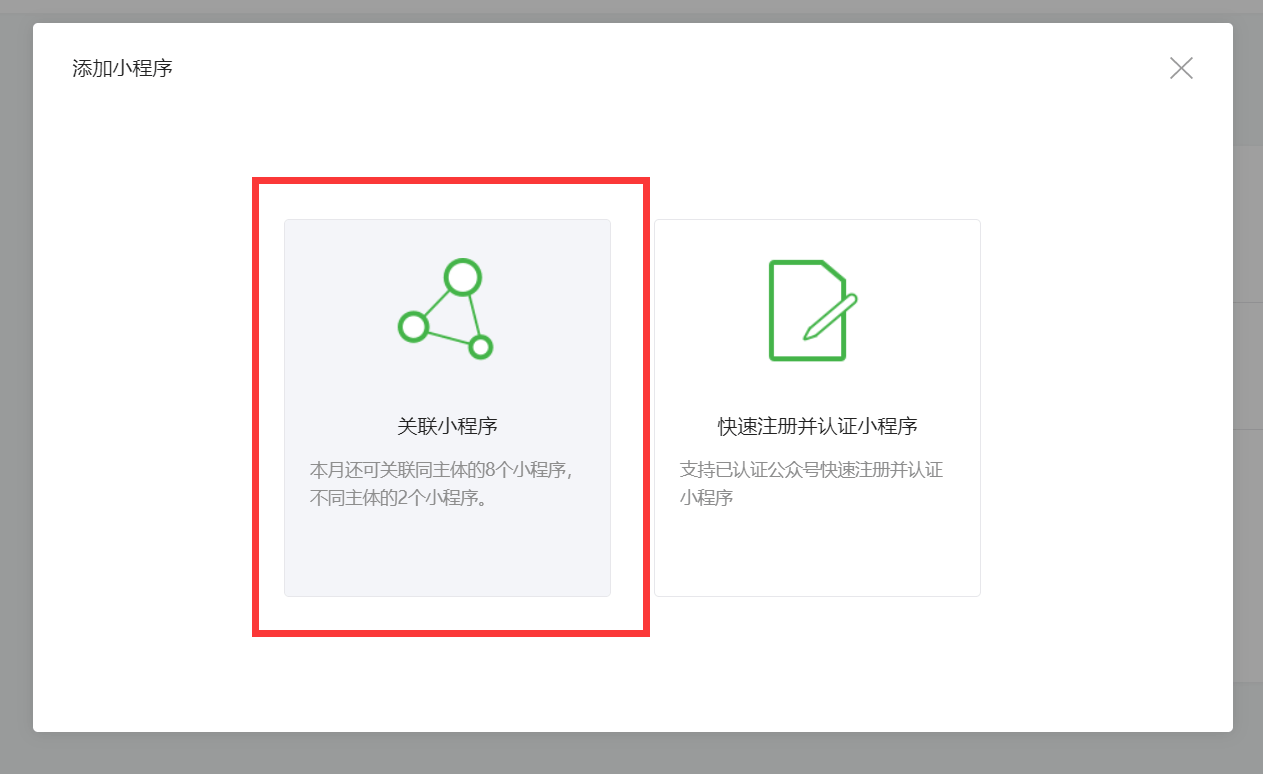 添加小程序
关联小程序
本月还可关联同主体的8个小程序，
不同主体的2个小程序。
快速注册并认证小程序
支持已认证公众号快速注册并认证
小程序